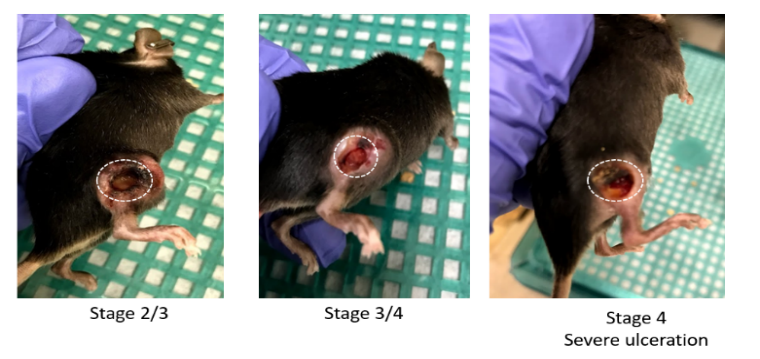 Stage 2/3
Stage 3/4
Stage 4
Severe ulceration